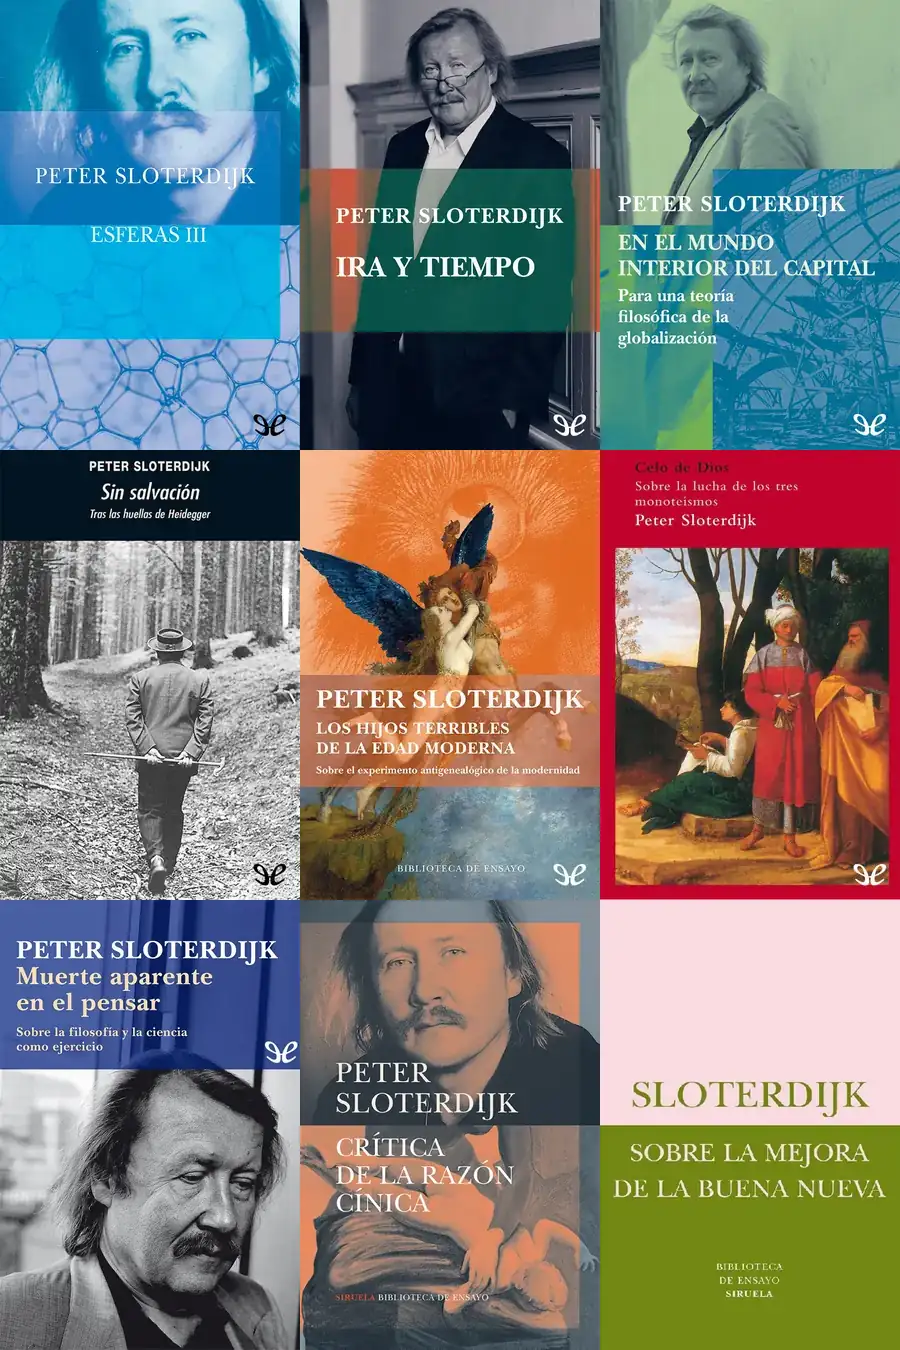 PETER SLOTERDIJK
ESFERAS III
PETER SLOTERDIJK
IRA Y TIEMPO
PETER SLOTERDIJK
EN EL MUNDO
INTERIOR DEL CAPITAL
Para una teoría
filosófica de la
globalización
PETER SLOTERDIJK
Sin salvación
Tras las huellas de Heidegger
PETER SLOTERDIJK
LOS HIJOS TERRIBLES
DE LA EDAD MODERNA
Sobre el experimento antigenealógico de la modernidad
BIBLIOTECA DE ENSAYO
Celo de Dios
Sobre la lucha de los tres
monoteísmos
Peter Sloterdijk
PETER SLOTERDIJK
Muerte aparente
en el pensar
Sobre la filosofía y la ciencia
como ejercicio
PETER
SLOTERDIJK
CRÍTICA
DE LA RAZÓN
CÍNICA
SIRUELA BIBLIOTECA DE ENSAYO
SLOTERDIJK
SOBRE LA MEJORA
DE LA BUENA NUEVA
BIBLIOTECA
DE ENSAYO
SIRUELA